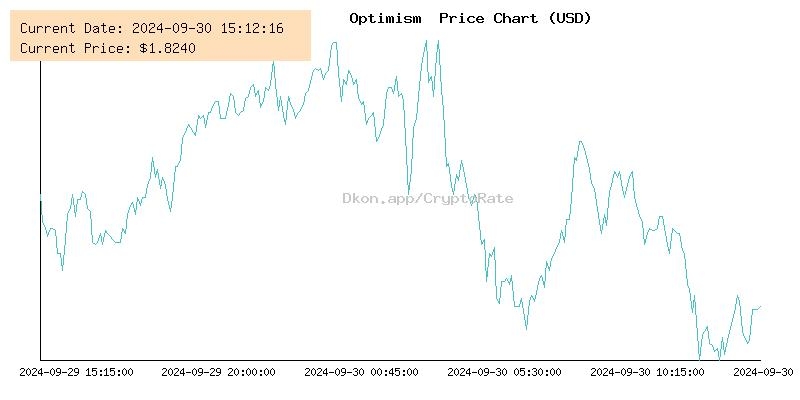 Optimism  Price Chart (USD)
Current Date: 2024-09-30 15:12:16
Current Price: $1.8240
Dkon.app/CryptoRate
2024-09-29 15:15:00 2024-09-29 20:00:00 2024-09-30 00:45:00 2024-09-30 05:30:00 2024-09-30 10:15:00 2024-09-30